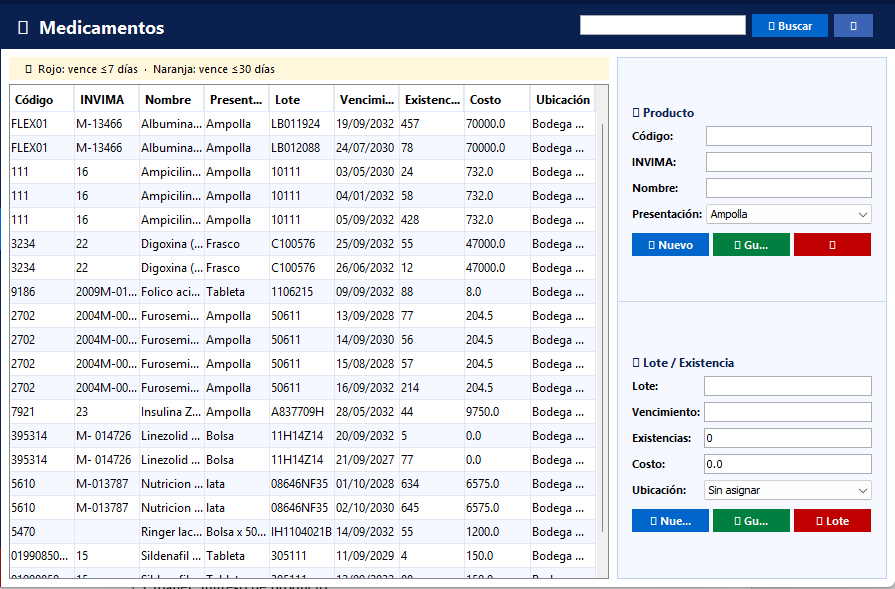 Medicamentos
Buscar
Rojo: vence ≤7 días · Naranja: vence ≤30 días
Código INVIMA Nombre Present... Lote Vencimi... Existenc... Costo Ubicación
FLEX01 M-13466 Albumina... Ampolla LB011924 19/09/2032 457 70000.0 Bodega ...
FLEX01 M-13466 Albumina... Ampolla LB012088 24/07/2030 78 70000.0 Bodega ...
111 16 Ampicilin... Ampolla 10111 03/05/2030 24 732.0 Bodega ...
111 16 Ampicilin... Ampolla 10111 04/01/2032 58 732.0 Bodega ...
111 16 Ampicilin... Ampolla 10111 05/09/2032 428 732.0 Bodega ...
3234 22 Digoxina (... Frasco C100576 25/09/2032 55 47000.0 Bodega ...
3234 22 Digoxina (... Frasco C100576 26/06/2032 12 47000.0 Bodega ...
9186 2009M-01... Folico aci... Tableta 1106215 09/09/2032 88 8.0 Bodega ...
2702 2004M-00... Furosemi... Ampolla 50611 13/09/2028 77 204.5 Bodega ...
2702 2004M-00... Furosemi... Ampolla 50611 14/09/2030 56 204.5 Bodega ...
2702 2004M-00... Furosemi... Ampolla 50611 15/08/2028 57 204.5 Bodega ...
2702 2004M-00... Furosemi... Ampolla 50611 16/09/2032 214 204.5 Bodega ...
7921 23 Insulina Z... Ampolla A837709H 28/05/2032 44 9750.0 Bodega ...
395314 M- 014726 Linezolid ... Bolsa 11H14Z14 20/09/2032 5 0.0 Bodega ...
395314 M- 014726 Linezolid ... Bolsa 11H14Z14 21/09/2027 77 0.0 Bodega ...
5610 M-013787 Nutricion ... lata 08646NF35 01/10/2028 634 6575.0 Bodega ...
5610 M-013787 Nutricion ... lata 08646NF35 02/10/2030 645 6575.0 Bodega ...
5470 Ringer lac... Bolsa x 50... IH1104021B 14/09/2032 55 1200.0 Bodega ...
01990850... 15 Sildenafil ... Tableta 305111 11/09/2029 4 150.0 Bodega ...
Producto
Código:
INVIMA:
Nombre:
Presentación: Ampolla
Nuevo Gu...
Lote / Existencia
Lote:
Vencimiento:
Existencias: 0
Costo: 0.0
Ubicación: Sin asignar
Nue... Gu... Lote